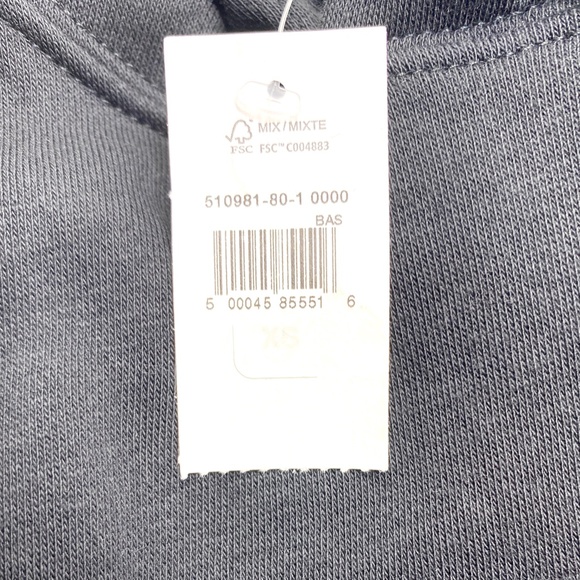 MIX/MIXTE
FSC FSC™ C004883
510981-80-1 0000
BAS
5 00045 85551 6
XS